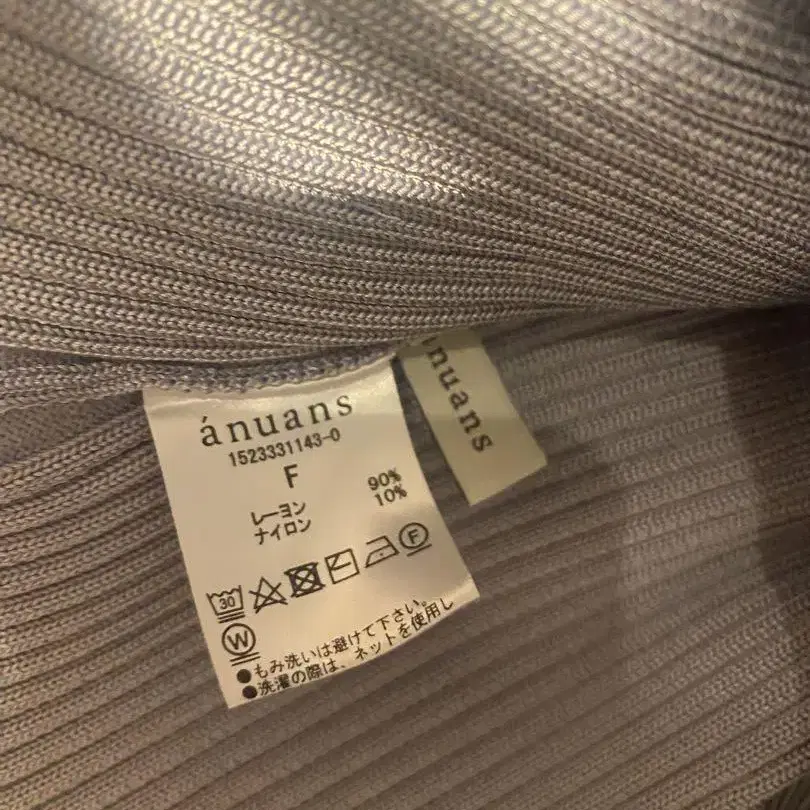 ánuans
1523331143-0
F
レーヨン 90%
ナイロン 10%
30
F
W
●もみ洗いは避けて下さい。
●洗濯の際は、ネットを使用し
nuans